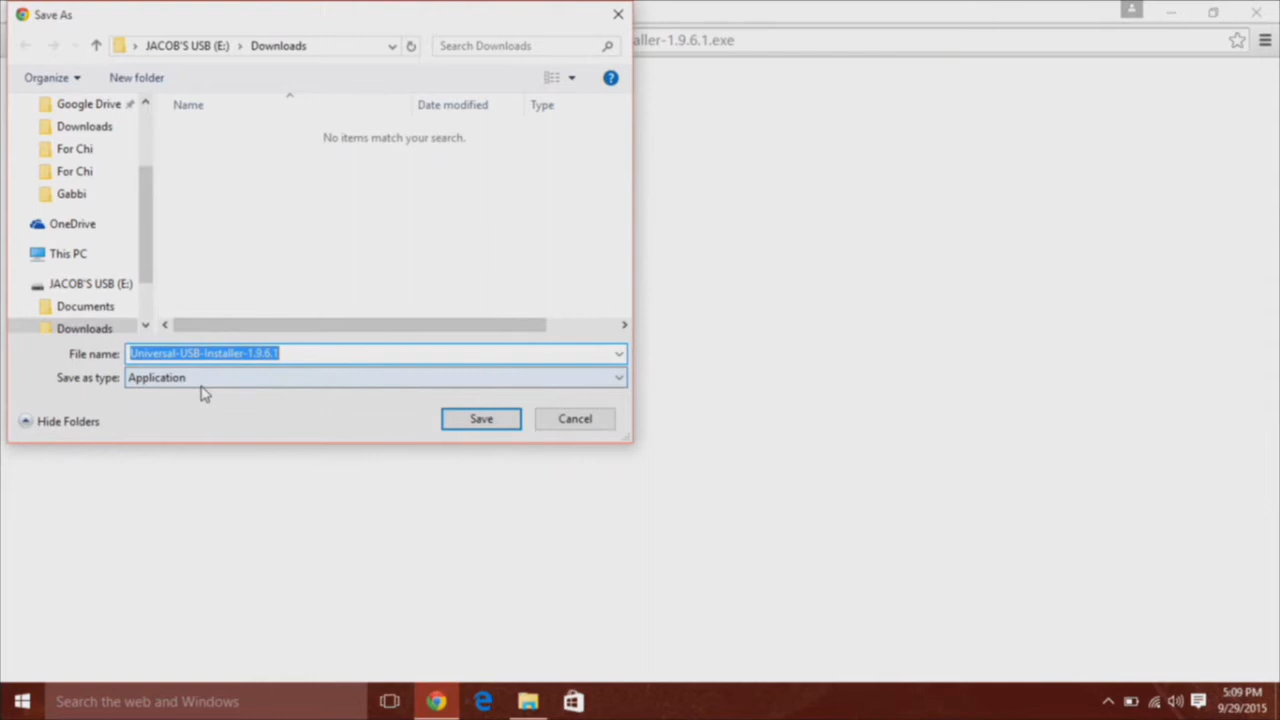 Save As
aller-1.9.6.1.exe
JACOB'S USB (E:) > Downloads
Search Downloads
Organize
New folder
Name
Date modified
Type
No items match your search.
Google Drive
Downloads
For Chi
For Chi
Gabbi
OneDrive
This PC
JACOB'S USB (E:)
Documents
Downloads
File name: Universal-USB-Installer-1.9.6.1
Save as type: Application
Hide Folders
Save
Cancel
Search the web and Windows
5:09 PM
9/29/2015